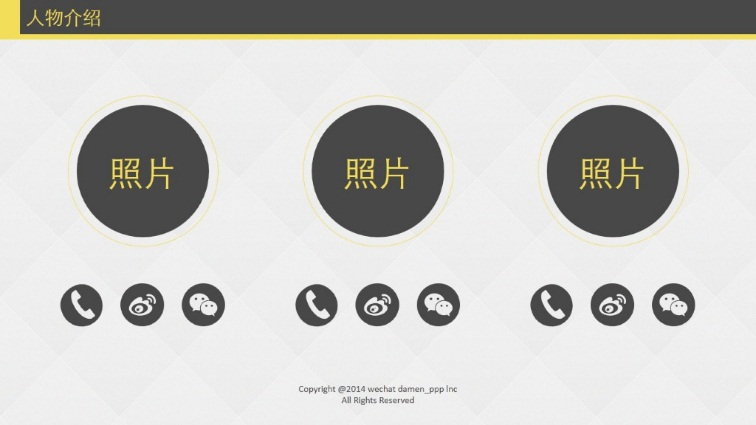 人物介绍
照片
照片
照片
Copyright @2014 wechat damen_ppp Inc
All Rights Reserved